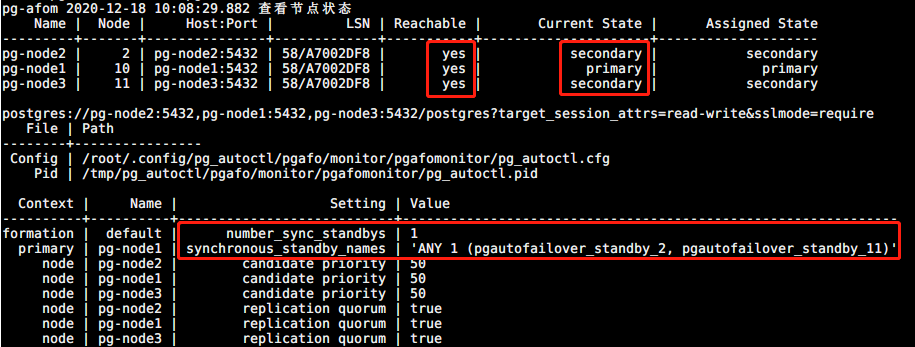 pg-afom 2020-12-18 10:08:29.882 查看节点状态
Name | Node | Host:Port | LSN | Reachable | Current State | Assigned State
---------+-------+----------------+-------------+-----------+---------------------+--------------------
pg-node2 | 2 | pg-node2:5432 | 58/A7002DF8 | yes | secondary | secondary
pg-node1 | 10 | pg-node1:5432 | 58/A7002DF8 | yes | primary | primary
pg-node3 | 11 | pg-node3:5432 | 58/A7002DF8 | yes | secondary | secondary
postgres://pg-node2:5432,pg-node1:5432,pg-node3:5432/postgres?target_session_attrs=read-write&sslmode=require
File | Path
--------+----------------
Config | /root/.config/pg_autoctl/pgafo/monitor/pgafomonitor/pg_autoctl.cfg
Pid | /tmp/pg_autoctl/pgafo/monitor/pgafomonitor/pg_autoctl.pid
Context | Name | Setting | Value
----------+----------+---------------------------+-------------------------------------------------------------
formation | default | number_sync_standbys | 1
primary | pg-node1 | synchronous_standby_names | 'ANY 1 (pgautofailover_standby_2, pgautofailover_standby_11)'
node | pg-node2 | candidate priority | 50
node | pg-node1 | candidate priority | 50
node | pg-node3 | candidate priority | 50
node | pg-node2 | replication quorum | true
node | pg-node1 | replication quorum | true
node | pg-node3 | replication quorum | true